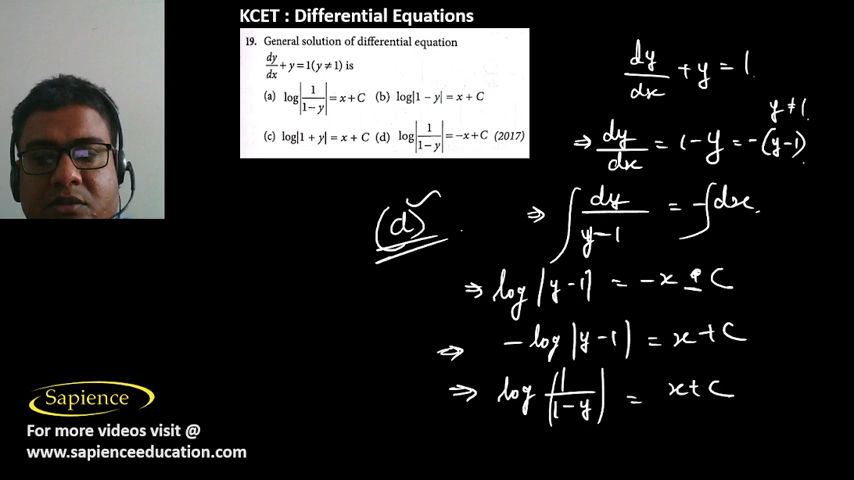 KCET : Differential Equations
19. General solution of differential equation
dy/dx + y = 1(y ≠ 1) is
(a) log|1/(1−y)| = x + C (b) log|1 − y| = x + C
(c) log|1 + y| = x + C (d) log|1/(1−y)| = −x + C (2017)
dy/dx + y = 1
y ≠ 1
⇒ dy/dx = 1 − y = −(y−1)
(d) ✓
⇒ ∫ dy/(y−1) = −∫dx.
⇒ log|y−1| = −x ± C
⇒ −log|y−1| = x + C
⇒ log|1/(1−y)| = x + C
Sapience
For more videos visit @
www.sapienceeducation.com